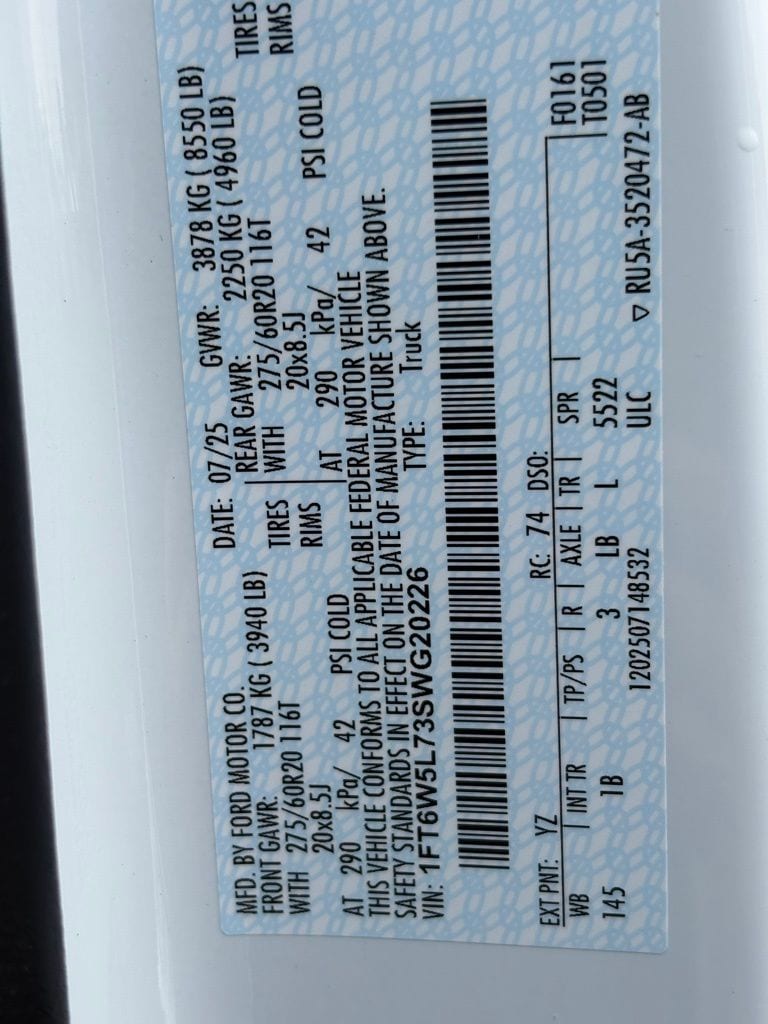 MFD. BY FORD MOTOR CO. DATE: 07/25 GVWR: 3878 KG ( 8550 LB)
FRONT GAWR: 1787 KG ( 3940 LB) REAR GAWR: 2250 KG ( 4960 LB)
WITH 275/60R20 116T TIRES WITH 275/60R20 116T TIRES
20x8.5J RIMS 20x8.5J RIMS
AT 290 kPa/ 42 PSI COLD AT 290 kPa/ 42 PSI COLD
THIS VEHICLE CONFORMS TO ALL APPLICABLE FEDERAL MOTOR VEHICLE
SAFETY STANDARDS IN EFFECT ON THE DATE OF MANUFACTURE SHOWN ABOVE.
VIN: 1FT6W5L73SWG20226 TYPE: Truck
EXT PNT: YZ RC: 74 DSO: F0161
WB INT TR TP/PS R AXLE TR SPR T0501
145 1B 3 LB L 5522
1202507148532 ULC ▽ RU5A-3520472-AB